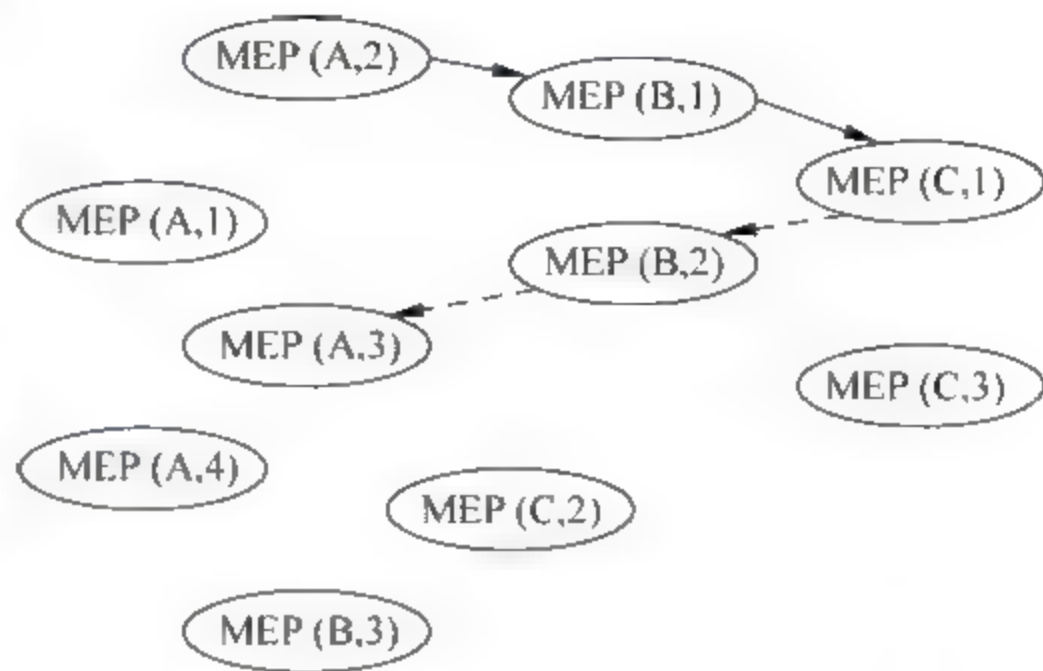 MEP (A,2)
MEP (B,1)
MEP (C,1)
MEP (A,1)
MEP (B,2)
MEP (A,3)
MEP (C,3)
MEP (A,4)
MEP (C,2)
MEP (B,3)